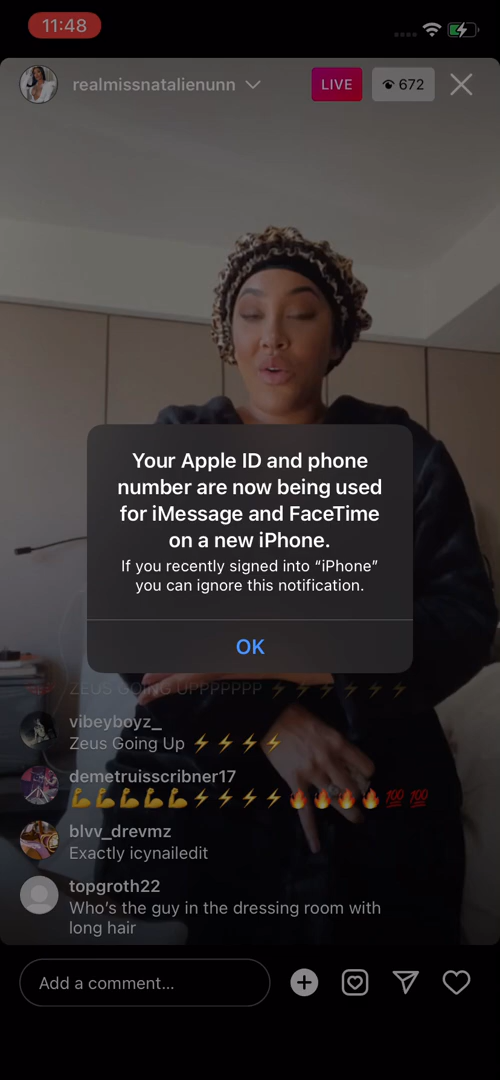 11:48
realmissnatalienunn
LIVE
672
Your Apple ID and phone
number are now being used
for iMessage and FaceTime
on a new iPhone.
If you recently signed into “iPhone”
you can ignore this notification.
OK
ZEUS GOING UPPPPPPP ⚡⚡⚡⚡⚡⚡
vibeyboyz_
Zeus Going Up ⚡⚡⚡⚡
demetruisscribner17
💪💪💪💪💪⚡⚡⚡⚡🔥🔥🔥🔥💯💯
blvv_drevmz
Exactly icynailedit
topgroth22
Who’s the guy in the dressing room with
long hair
Add a comment...